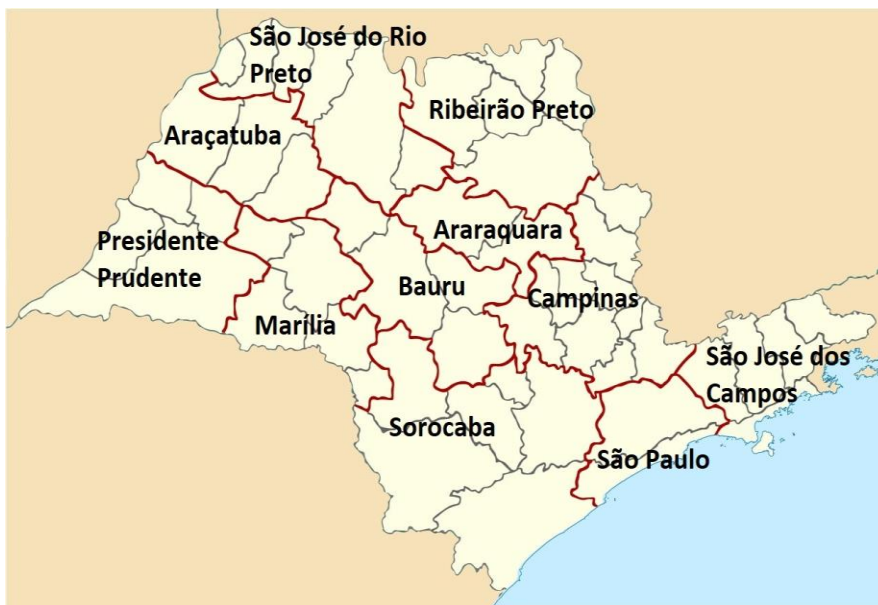 São José do Rio
Preto
Ribeirão Preto
Araçatuba
Araraquara
Presidente
Prudente
Bauru
Campinas
Marília
São José dos
Campos
Sorocaba
São Paulo